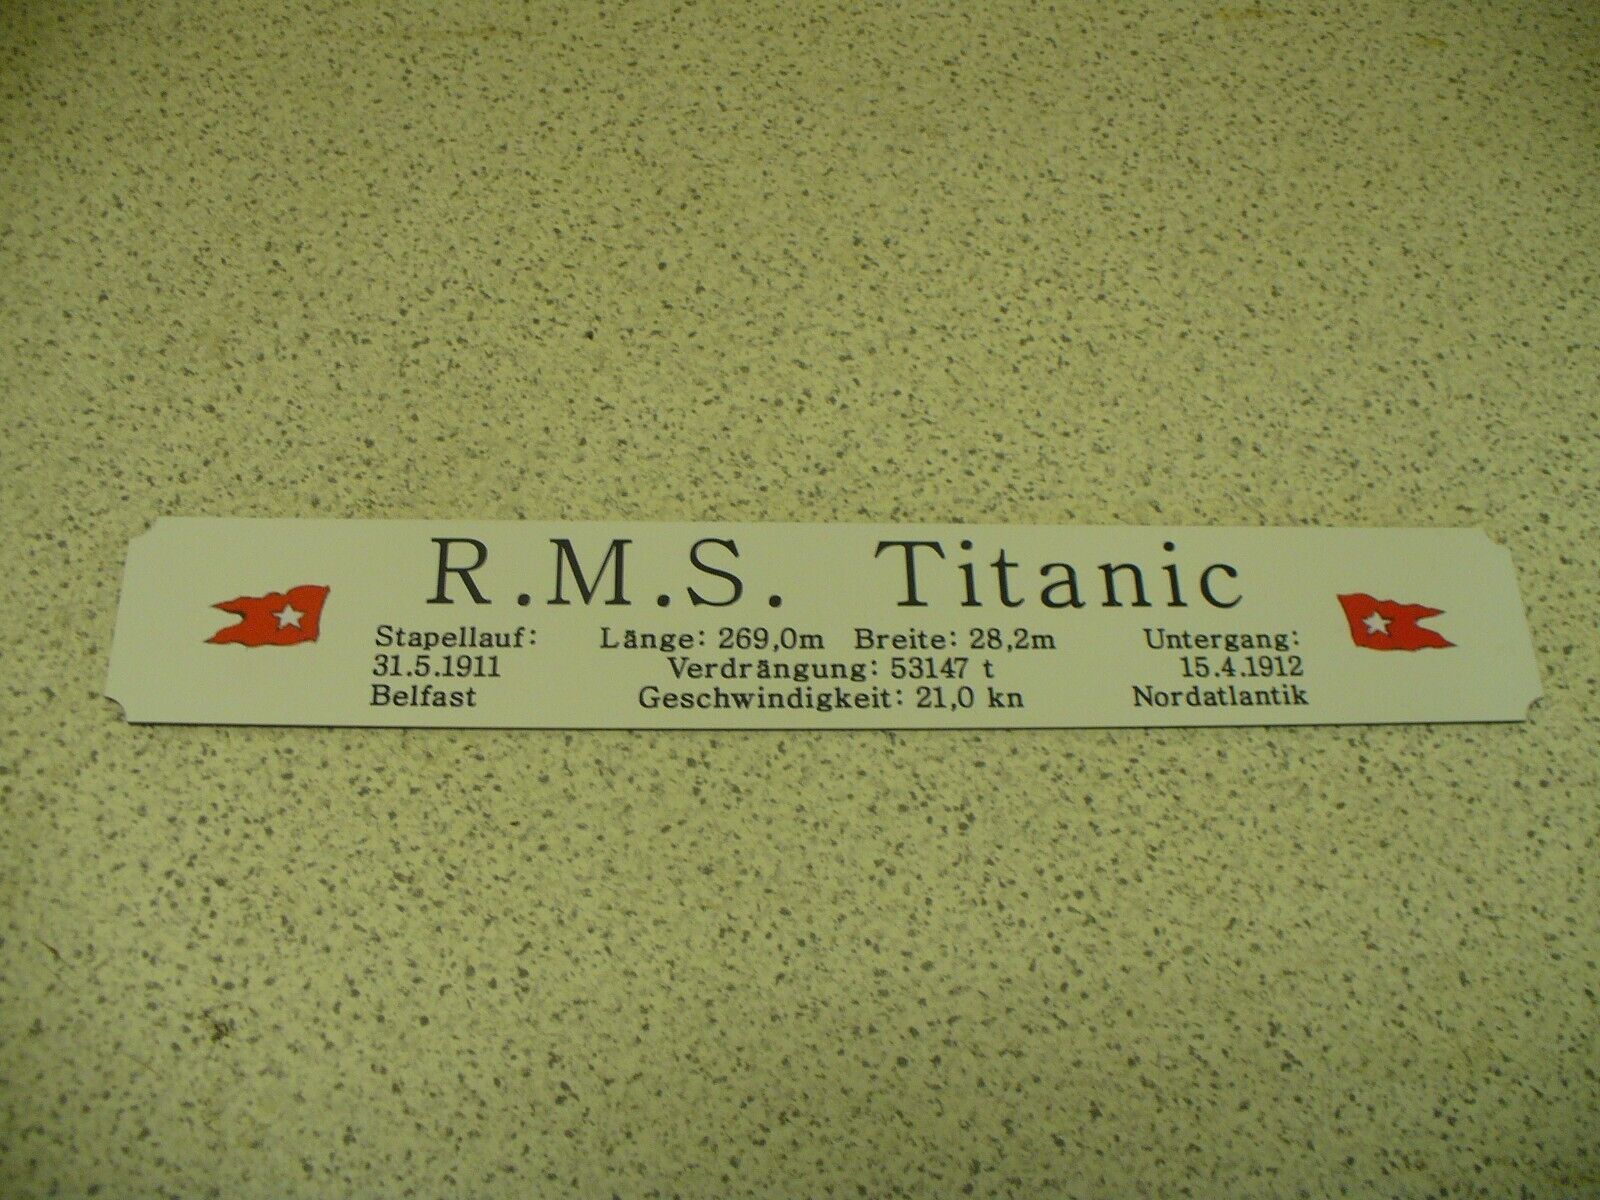 R.M.S. Titanic
Stapellauf: Länge: 269,0m Breite: 28,2m Untergang:
31.5.1911 Verdrängung: 53147 t 15.4.1912
Belfast Geschwindigkeit: 21,0 kn Nordatlantik